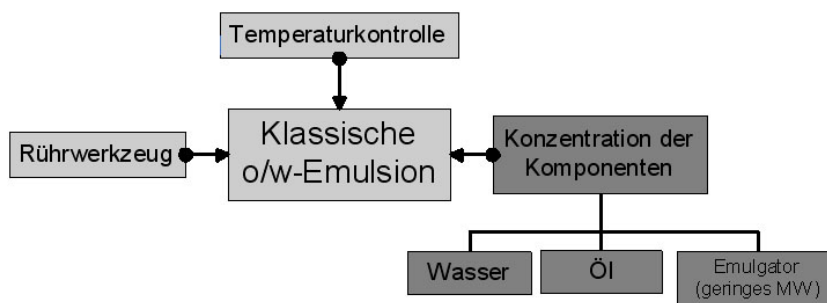 Temperaturkontrolle
Rührwerkzeug
Klassische
o/w-Emulsion
Konzentration der
Komponenten
Wasser
Öl
Emulgator
(geringes MW)